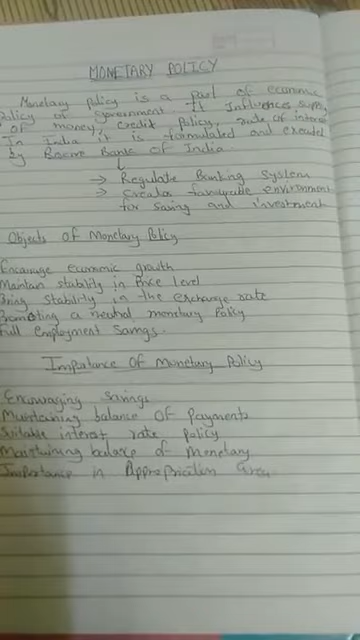 MONETARY POLICY
Monetary policy is a part of economic
Policy of government. It Influences supply
of money, credit policy, rate of interest
In India it is formulated and
by Bank of India
→ Regulate Banking System
→ favourable environment
for saving and investment
Objects of Monetary Policy
Encourage economic growth
Maintain stability in Price level
Bring Stability in the exchange rate
Promoting a neutral monetary Policy
Full Employment Savings
Importance Of Monetary Policy
Encouraging Savings
Maintaining balance of Payments
Suitable interest rate policy
Maintaining balance of monetary
Importance in Area